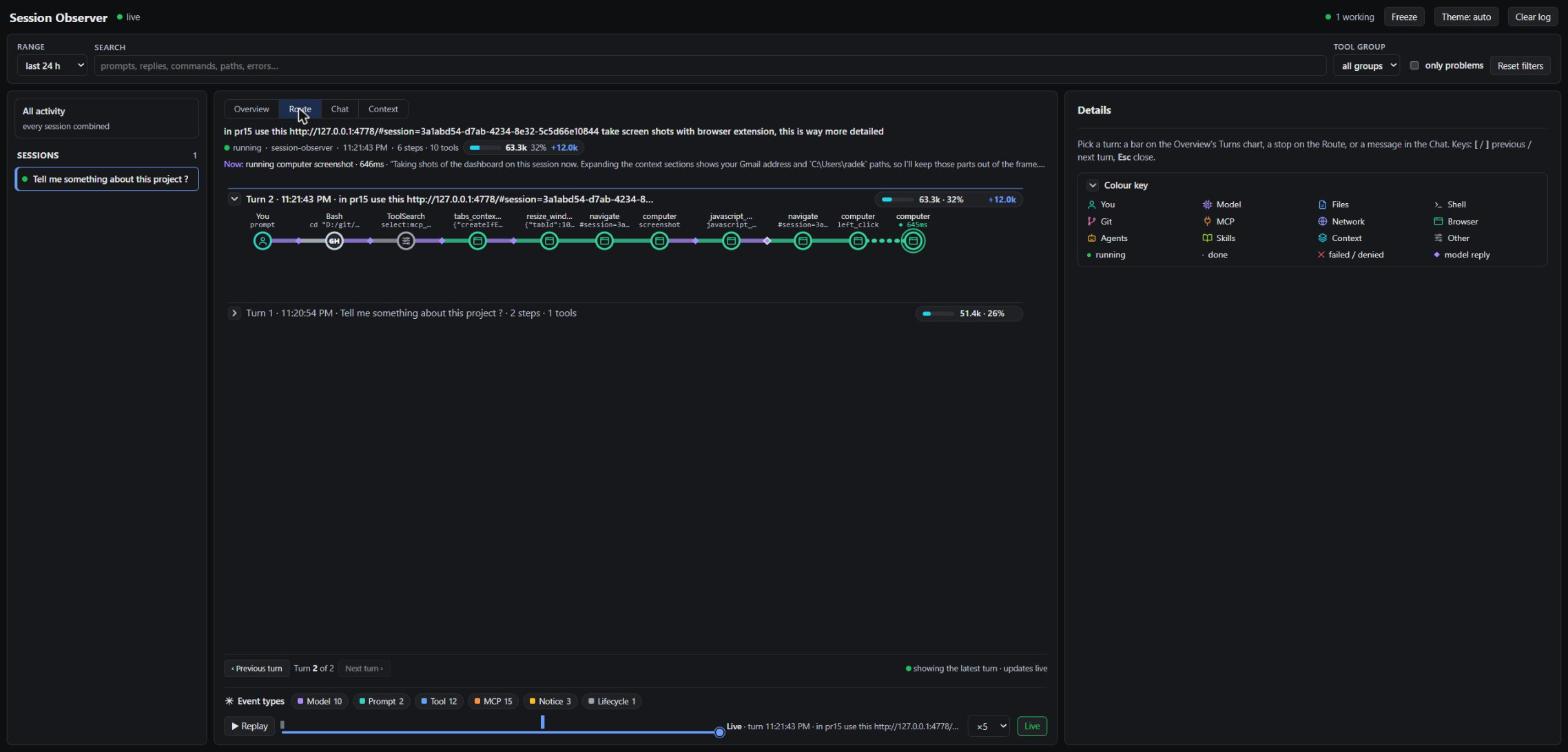 Session Observer live
1 working Freeze Theme: auto Clear log
RANGE
last 24 h
SEARCH
prompts, replies, commands, paths, errors...
TOOL GROUP
all groups only problems Reset filters
All activity
every session combined
SESSIONS 1
Tell me something about this project ?
Overview Route Chat Context
in pr15 use this http://127.0.0.1:4778/#session=3a1abd54-d7ab-4234-8e32-5c5d66e10844 take screen shots with browser extension, this is way more detailed
running · session-observer · 11:21:43 PM · 6 steps · 10 tools 63.3k 32% +12.0k
Now: running computer screenshot · 646ms · "Taking shots of the dashboard on this session now. Expanding the context sections shows your Gmail address and `C:\Users\radek` paths, so I'll keep those parts out of the frame....
Turn 2 · 11:21:43 PM · in pr15 use this http://127.0.0.1:4778/#session=3a1abd54-d7ab-4234-8... 63.3k · 32% +12.0k
You Bash ToolSearch tabs_contex... resize_wind... navigate computer javascript_... navigate computer computer
prompt cd "D:/git/... select:mcp_... {"createIfE... {"tabId":10... #session=3a... screenshot javascript_... #session=3a... left_click 645ms
GH
Turn 1 · 11:20:54 PM · Tell me something about this project ? · 2 steps · 1 tools 51.4k · 26%
‹ Previous turn Turn 2 of 2 Next turn › showing the latest turn · updates live
Event types Model 10 Prompt 2 Tool 12 MCP 15 Notice 3 Lifecycle 1
Replay Live · turn 11:21:43 PM · in pr15 use this http://127.0.0.1:4778/... ×5 Live
Details
Pick a turn: a bar on the Overview's Turns chart, a stop on the Route, or a message in the Chat. Keys: [ / ] previous /
next turn, Esc close.
Colour key
You Model Files Shell
Git MCP Network Browser
Agents Skills Context Other
running done failed / denied model reply